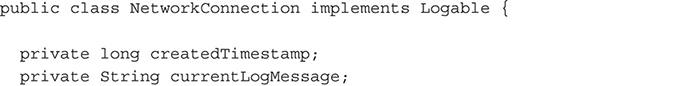 public class NetworkConnection implements Logable {
private long createdTimestamp;
private String currentLogMessage;